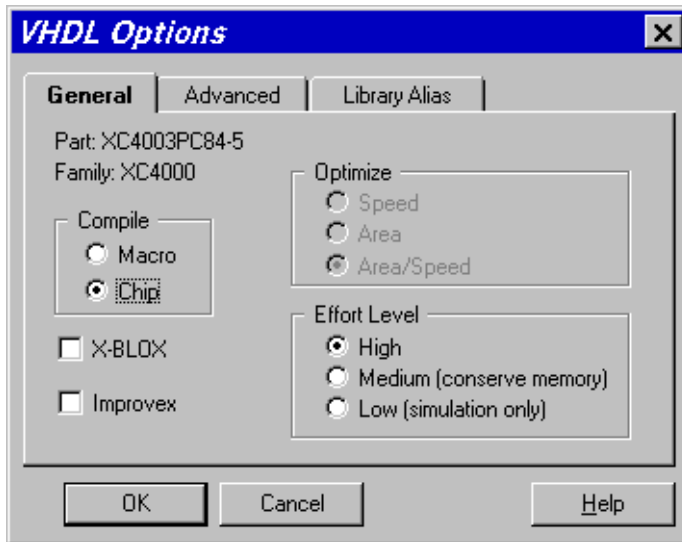 VHDL Options
General
Advanced
Library Alias
Part: XC4003PC84-5
Family: XC4000
Compile
Macro
Chip
X-BLOX
Improvex
Optimize
Speed
Area
Area/Speed
Effort Level
High
Medium (conserve memory)
Low (simulation only)
OK
Cancel
Help